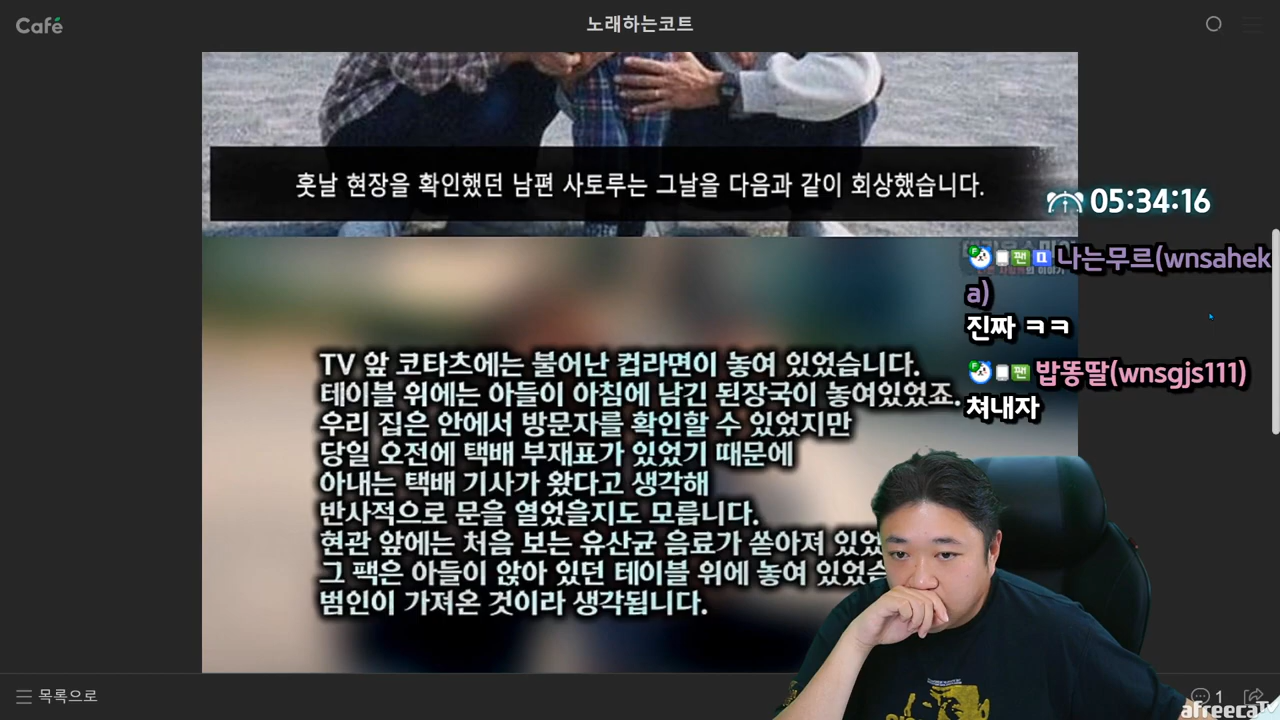 Café
노래하는코트
훗날 현장을 확인했던 남편 사토루는 그날을 다음과 같이 회상했습니다.
05:34:16
나는무르(wnsahek
a)
진짜 ㅋㅋ
밥똥딸(wnsgjs111)
쳐내자
TV 앞 코타츠에는 불어난 컵라면이 놓여 있었습니다.
테이블 위에는 아들이 아침에 남긴 된장국이 놓여있었죠.
우리 집은 안에서 방문자를 확인할 수 있었지만
당일 오전에 택배 부재표가 있었기 때문에
아내는 택배 기사가 왔다고 생각해
반사적으로 문을 열었을지도 모릅니다.
현관 앞에는 처음 보는 유산균 음료가 쏟아져 있었
그 팩은 아들이 앉아 있던 테이블 위에 놓여 있었습
범인이 가져온 것이라 생각됩니다.
목록으로
1
afreecaTV